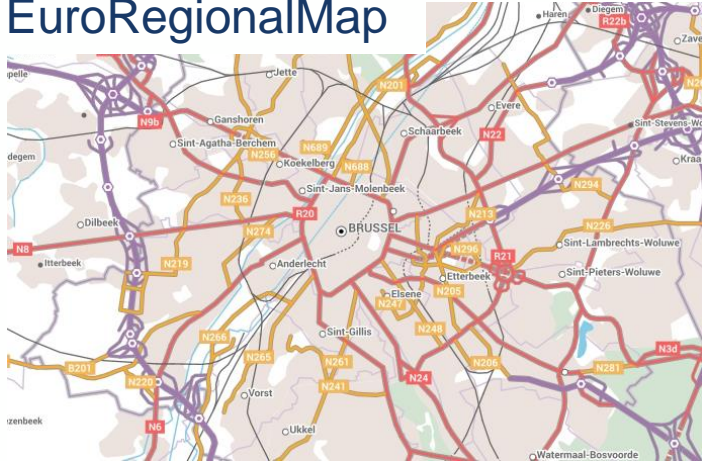 EuroRegionalMap
Haren
Diegem
R22b
Zave
Jette
N201
Evere
N9b
Ganshoren
N689
Schaarbeek
N22
Sint-Stevens-Wo
Sint-Agatha-Berchem
N256
Koekelberg
N688
Kraa
degem
Sint-Jans-Molenbeek
N294
N236
R20
N213
N226
Dilbeek
N274
BRUSSEL
N8
N296
Sint-Lambrechts-Woluwe
Itterbeek
N219
Anderlecht
R21
Etterbeek
Sint-Pieters-Woluwe
N205
Elsene
N247
N266
Sint-Gillis
N248
N265
N261
N206
N3d
B201
N281
N220
N241
N24
Vorst
N6
zenbeek
Ukkel
Watermaal-Bosvoorde